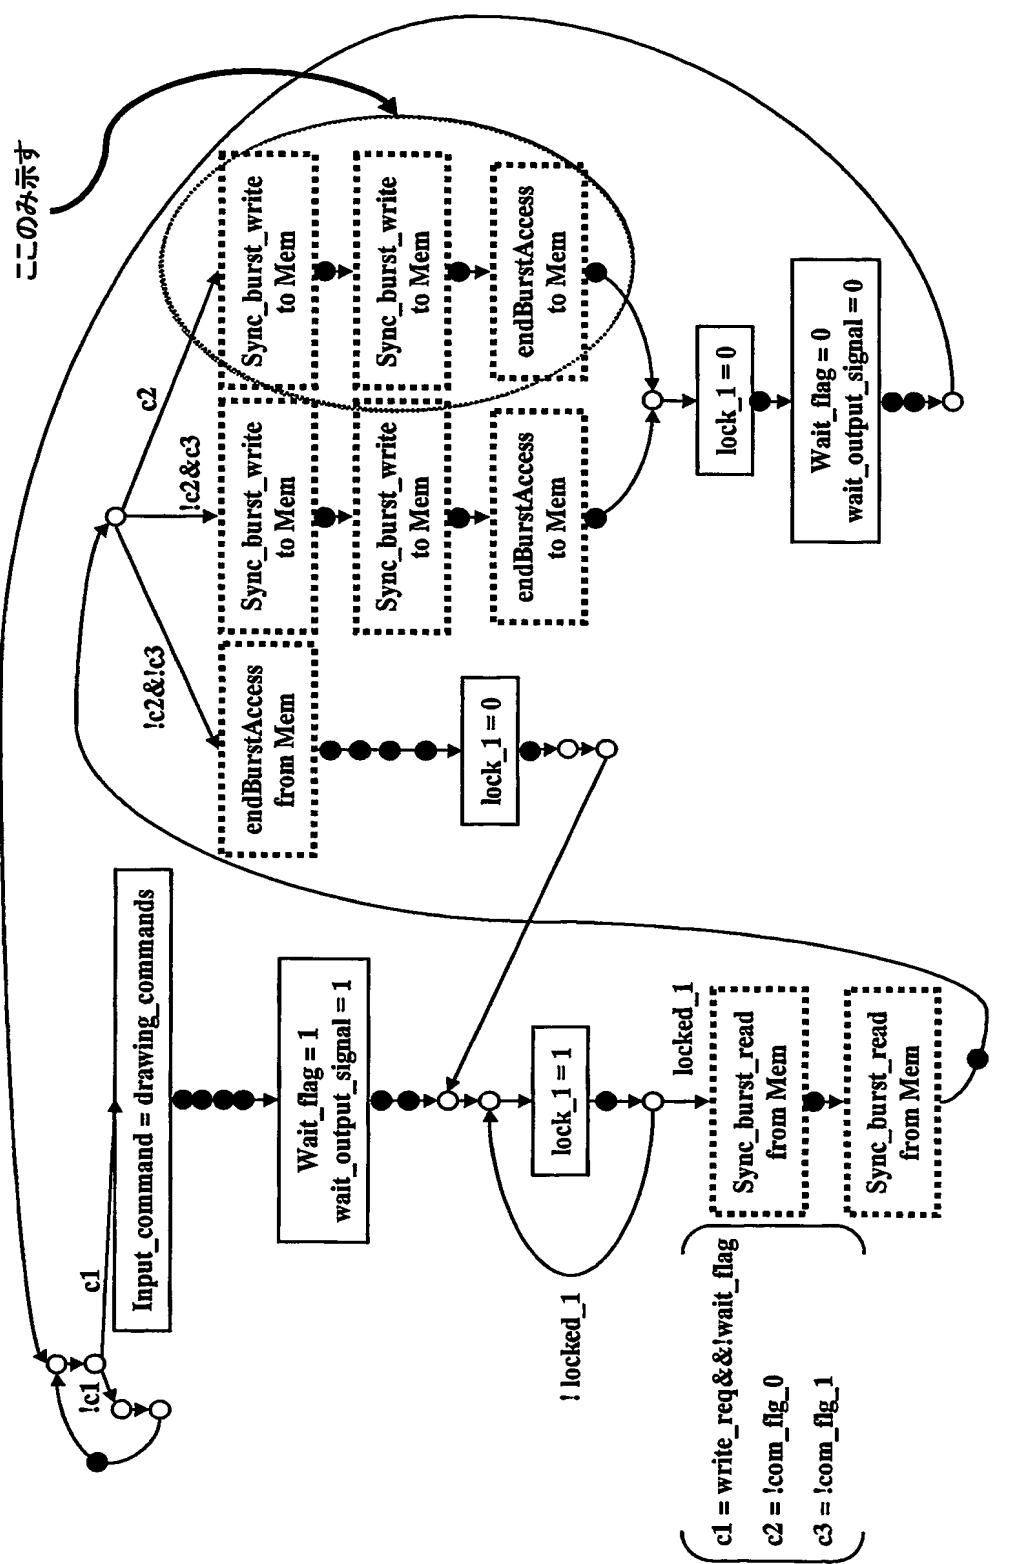 ここのみ示す
c1
!c1
Input_command = drawing_commands
Wait_flag = 1
wait_output_signal = 1
lock_1 = 1
! locked_1
locked_1
Sync_burst_read
from Mem
Sync_burst_read
from Mem
c1 = write_req&&!wait_flag
c2 = !com_flg_0
c3 = !com_flg_1
!c2&!c3
!c2&c3
c2
endBurstAccess
from Mem
lock_1 = 0
Sync_burst_write
to Mem
Sync_burst_write
to Mem
endBurstAccess
to Mem
Sync_burst_write
to Mem
Sync_burst_write
to Mem
endBurstAccess
to Mem
lock_1 = 0
Wait_flag = 0
wait_output_signal = 0